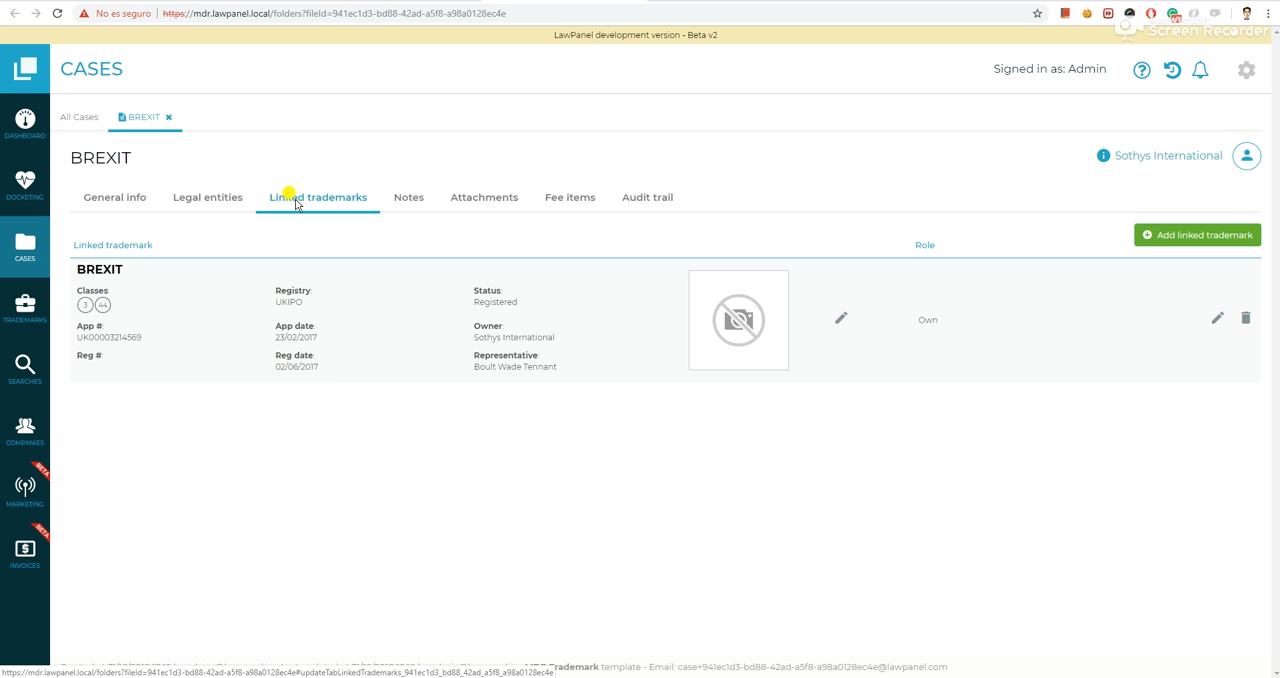 No es seguro | https://mdr.lawpanel.local/folders?fileId=941ec1d3-bd88-42ad-a5f8-a98a0128ec4e
LawPanel development version - Beta v2
Screen Recorder
CASES
Signed in as: Admin
All Cases
BREXIT
BREXIT
Sothys International
General info
Legal entities
Linked trademarks
Notes
Attachments
Fee items
Audit trail
Add linked trademark
Linked trademark
Role
BREXIT
Classes:
3 44
Registry:
UKIPO
Status:
Registered
App #:
UK00003214569
App date:
23/02/2017
Owner:
Sothys International
Reg #:
Reg date:
02/06/2017
Representative:
Boult Wade Tennant
Own
DASHBOARD
DOCKETING
CASES
TRADEMARKS
SEARCHES
COMPANIES
BETA
MARKETING
BETA
INVOICES
Trademark template - Email: case+941ec1d3-bd88-42ad-a5f8-a98a0128ec4e@lawpanel.com
https://mdr.lawpanel.local/folders?fileId=941ec1d3-bd88-42ad-a5f8-a98a0128ec4e#updateTabLinkedTrademarks_941ec1d3_bd88_42ad_a5f8_a98a0128ec4e